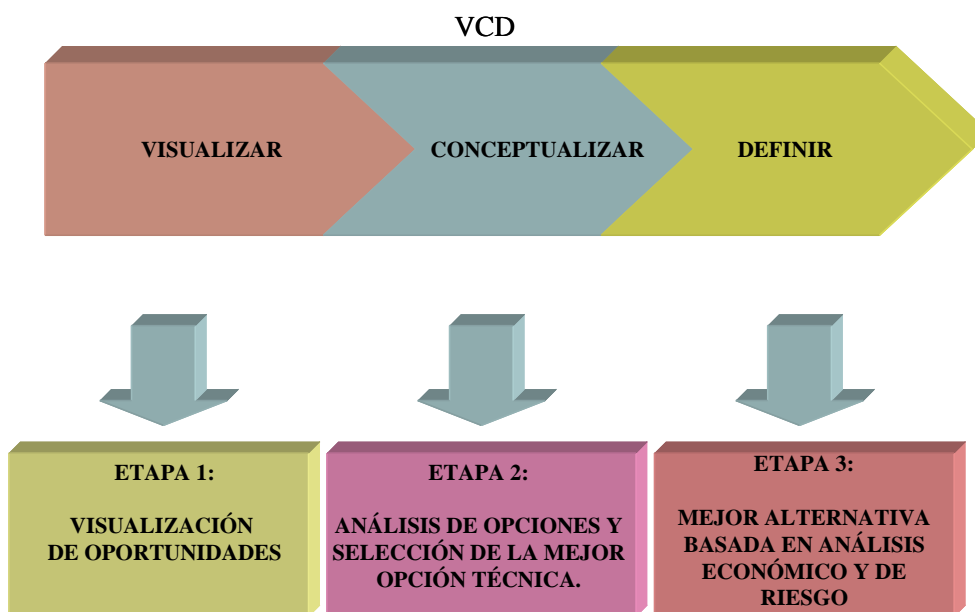 VCD
VISUALIZAR
CONCEPTUALIZAR
DEFINIR
ETAPA 1:
VISUALIZACIÓN
DE OPORTUNIDADES
ETAPA 2:
ANÁLISIS DE OPCIONES Y
SELECCIÓN DE LA MEJOR
OPCIÓN TÉCNICA.
ETAPA 3:
MEJOR ALTERNATIVA
BASADA EN ANÁLISIS
ECONÓMICO Y DE
RIESGO